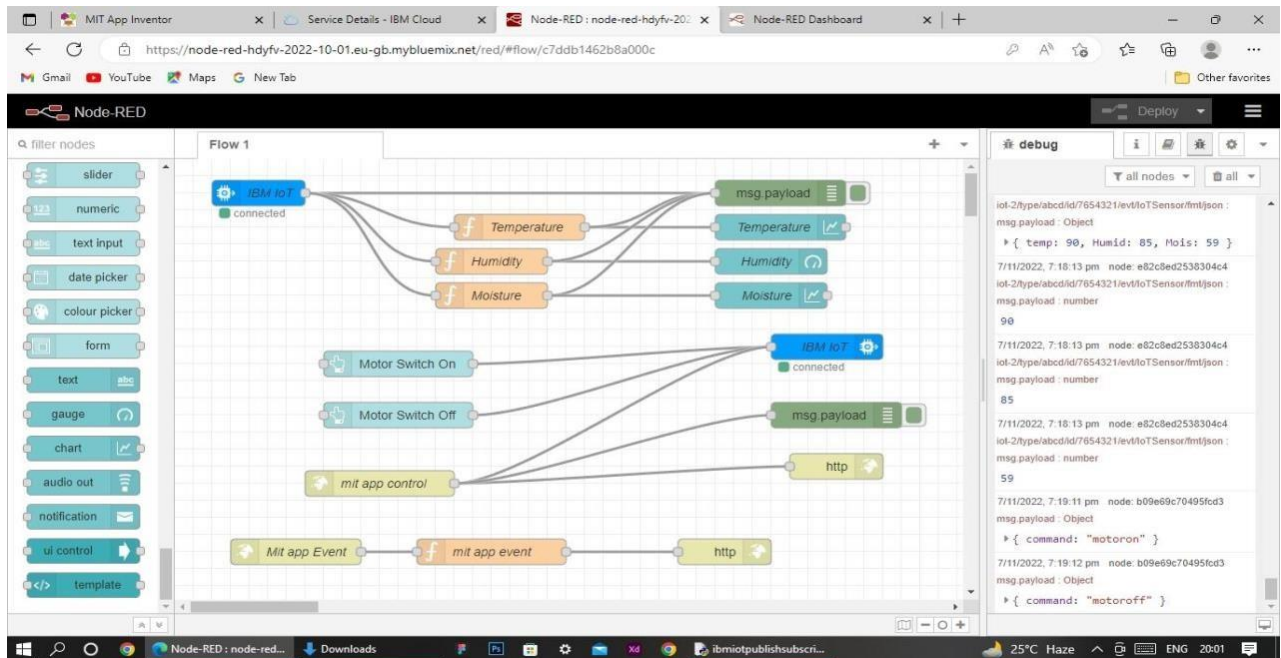 MIT App Inventor
Service Details - IBM Cloud
Node-RED : node-red-hdyfv-202
Node-RED Dashboard
https://node-red-hdyfv-2022-10-01.eu-gb.mybluemix.net/red/#flow/c7ddb1462b8a000c
Gmail
YouTube
Maps
New Tab
Other favorites
Node-RED
Deploy
filter nodes
slider
numeric
text input
date picker
colour picker
form
text
gauge
chart
audio out
notification
ui control
template
Flow 1
IBM IoT
connected
Temperature
Humidity
Moisture
msg.payload
Temperature
Humidity
Moisture
Motor Switch On
Motor Switch Off
mit app control
IBM IoT
connected
msg.payload
http
Mit app Event
mit app event
http
debug
all nodes
all
iot-2/type/abcd/id/7654321/evt/IoTSensor/fmt/json :
msg.payload : Object
{ temp: 90, Humid: 85, Mois: 59 }
7/11/2022, 7:18:13 pm node: e82c8ed2538304c4
iot-2/type/abcd/id/7654321/evt/IoTSensor/fmt/json :
msg.payload : number
90
7/11/2022, 7:18:13 pm node: e82c8ed2538304c4
iot-2/type/abcd/id/7654321/evt/IoTSensor/fmt/json :
msg.payload : number
85
7/11/2022, 7:18:13 pm node: e82c8ed2538304c4
iot-2/type/abcd/id/7654321/evt/IoTSensor/fmt/json :
msg.payload : number
59
7/11/2022, 7:19:11 pm node: b09e69c70495fcd3
msg.payload : Object
{ command: "motoron" }
7/11/2022, 7:19:12 pm node: b09e69c70495fcd3
msg.payload : Object
{ command: "motoroff" }
Node-RED : node-red...
Downloads
ibmiotpublishsubscri...
25°C Haze
ENG
20:01